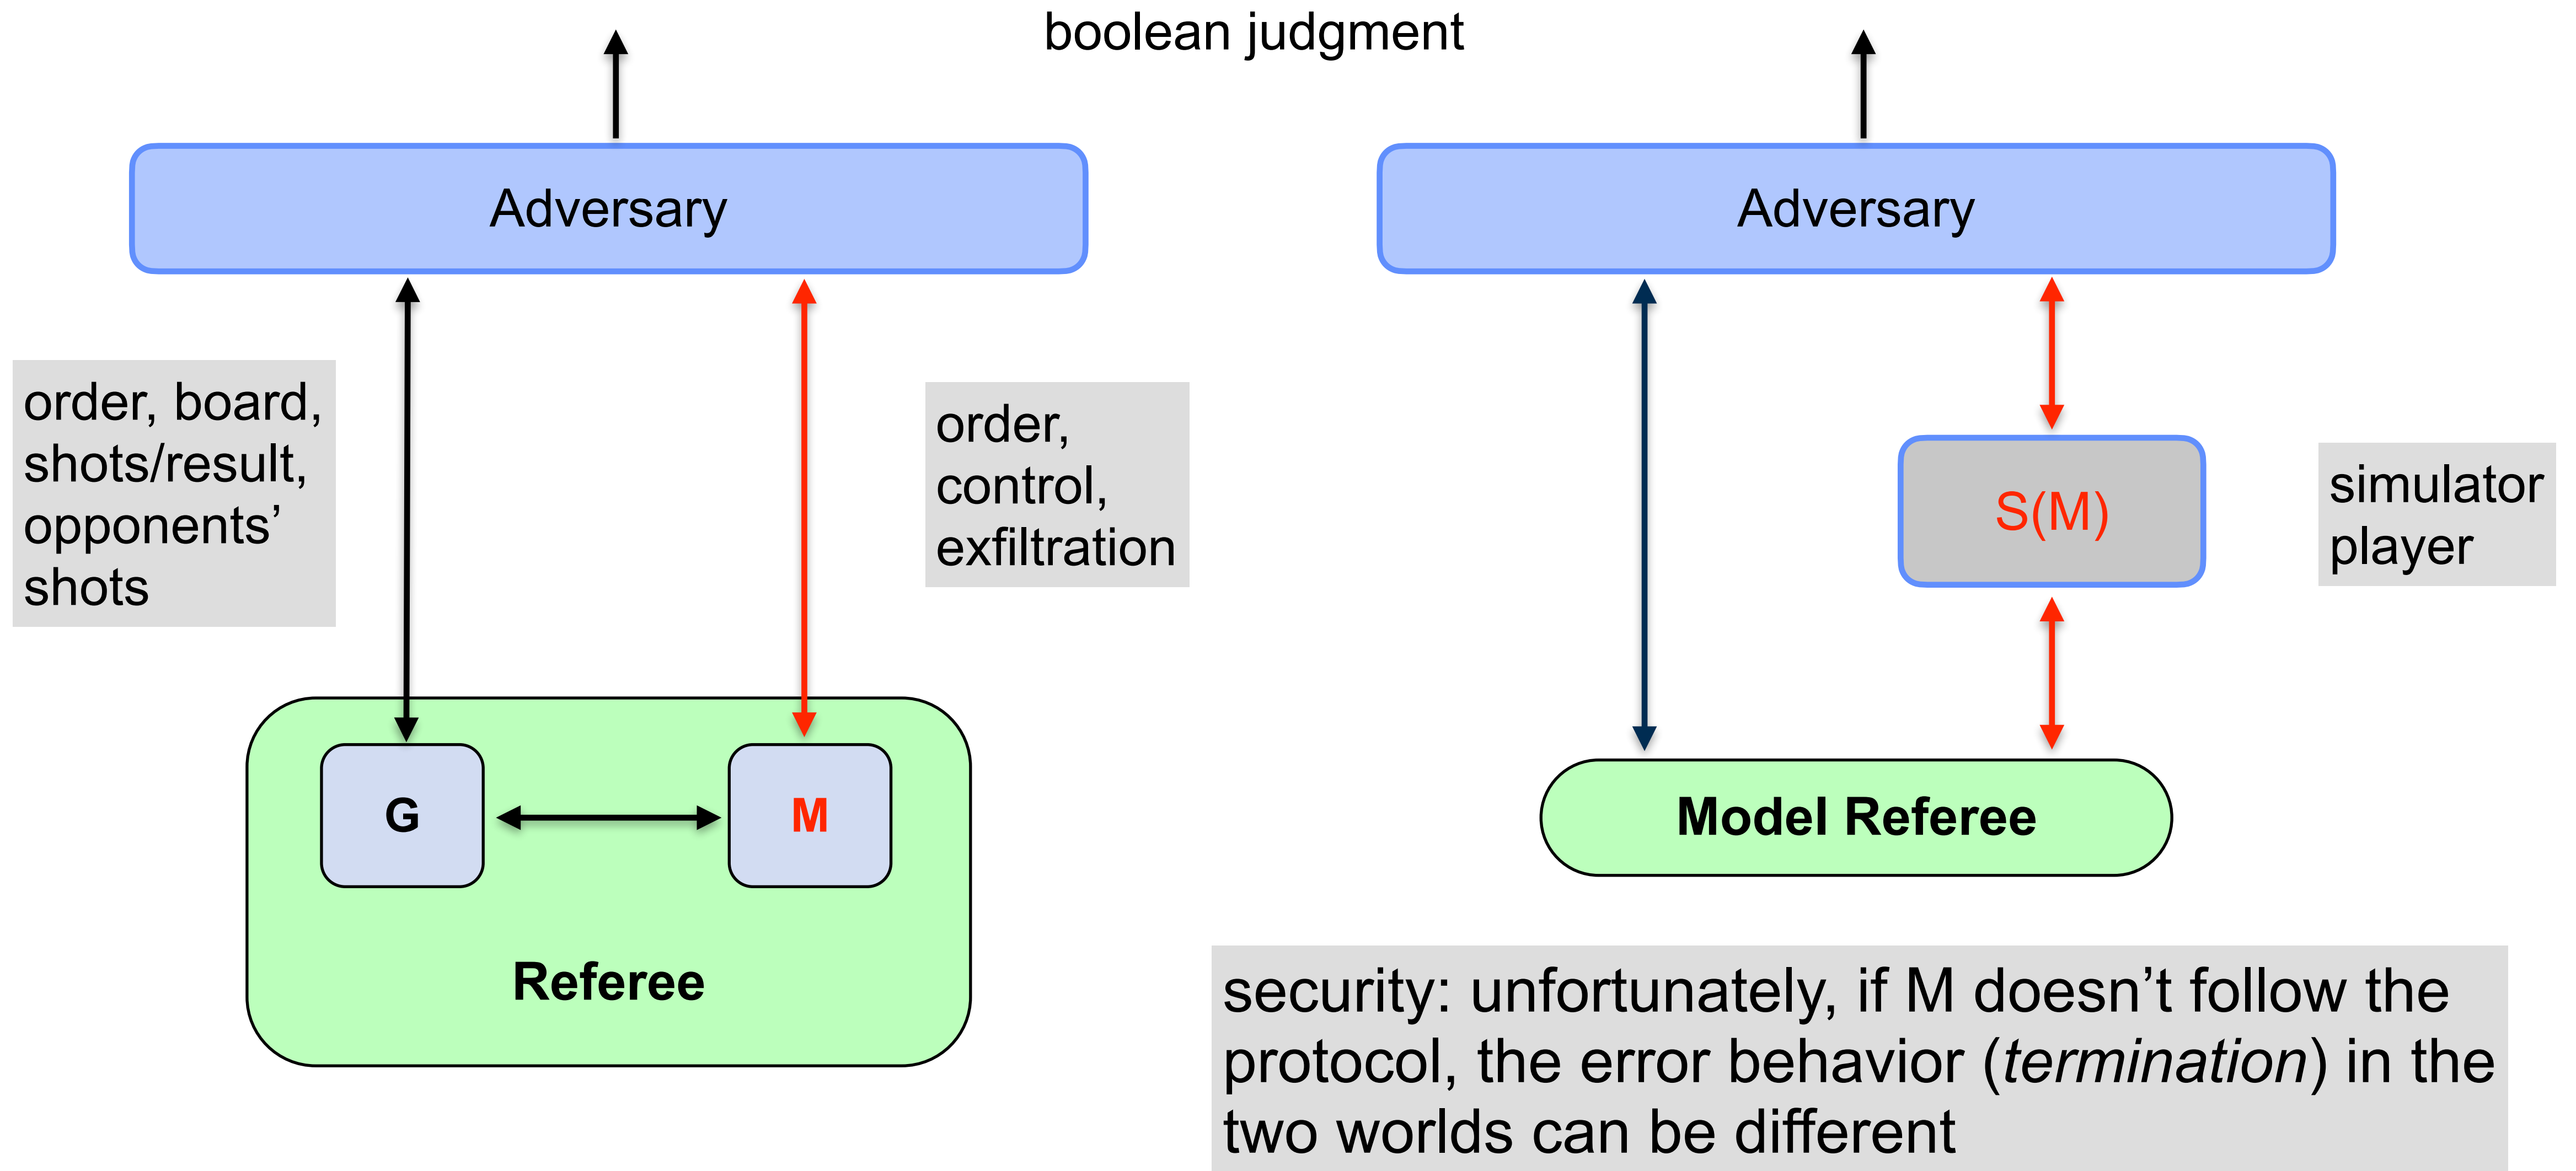 boolean judgment
Adversary
Adversary
order, board,
shots/result,
opponents’
shots
order,
control,
exfiltration
S(M)
simulator
player
G
M
Referee
Model Referee
security: unfortunately, if M doesn’t follow the
protocol, the error behavior (termination) in the
two worlds can be different